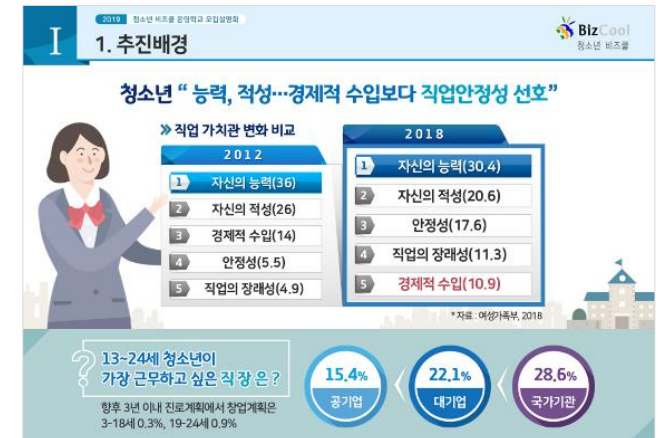 I
2019 청소년 비즈쿨 운영학교 모집설명회
1. 추진배경
BizCool
청소년 비즈쿨
청소년 “ 능력, 적성…경제적 수입보다 직업안정성 선호”
» 직업 가치관 변화 비교
2012
1 자신의 능력(36)
2 자신의 적성(26)
3 경제적 수입(14)
4 안정성(5.5)
5 직업의 장래성(4.9)
2018
1 자신의 능력(30.4)
2 자신의 적성(20.6)
3 안정성(17.6)
4 직업의 장래성(11.3)
5 경제적 수입(10.9)
* 자료 : 여성가족부, 2018
?
13~24세 청소년이
가장 근무하고 싶은 직장은?
향후 3년 이내 진로계획에서 창업계획은
3-18세 0.3%, 19-24세 0.9%
15.4%
공기업
22.1%
대기업
28.6%
국가기관